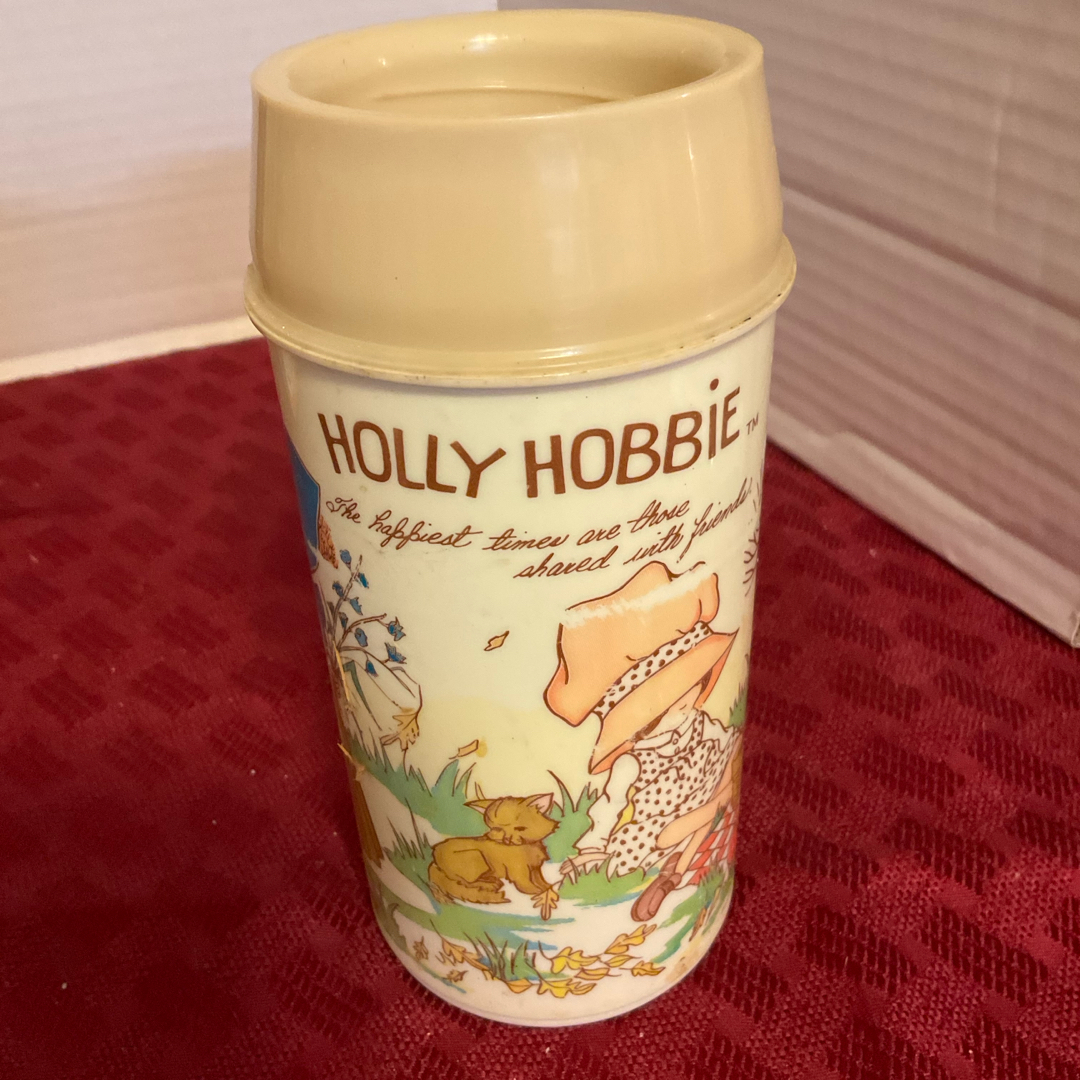 HOLLY HOBBiE™
The happiest times are those
shared with friends.